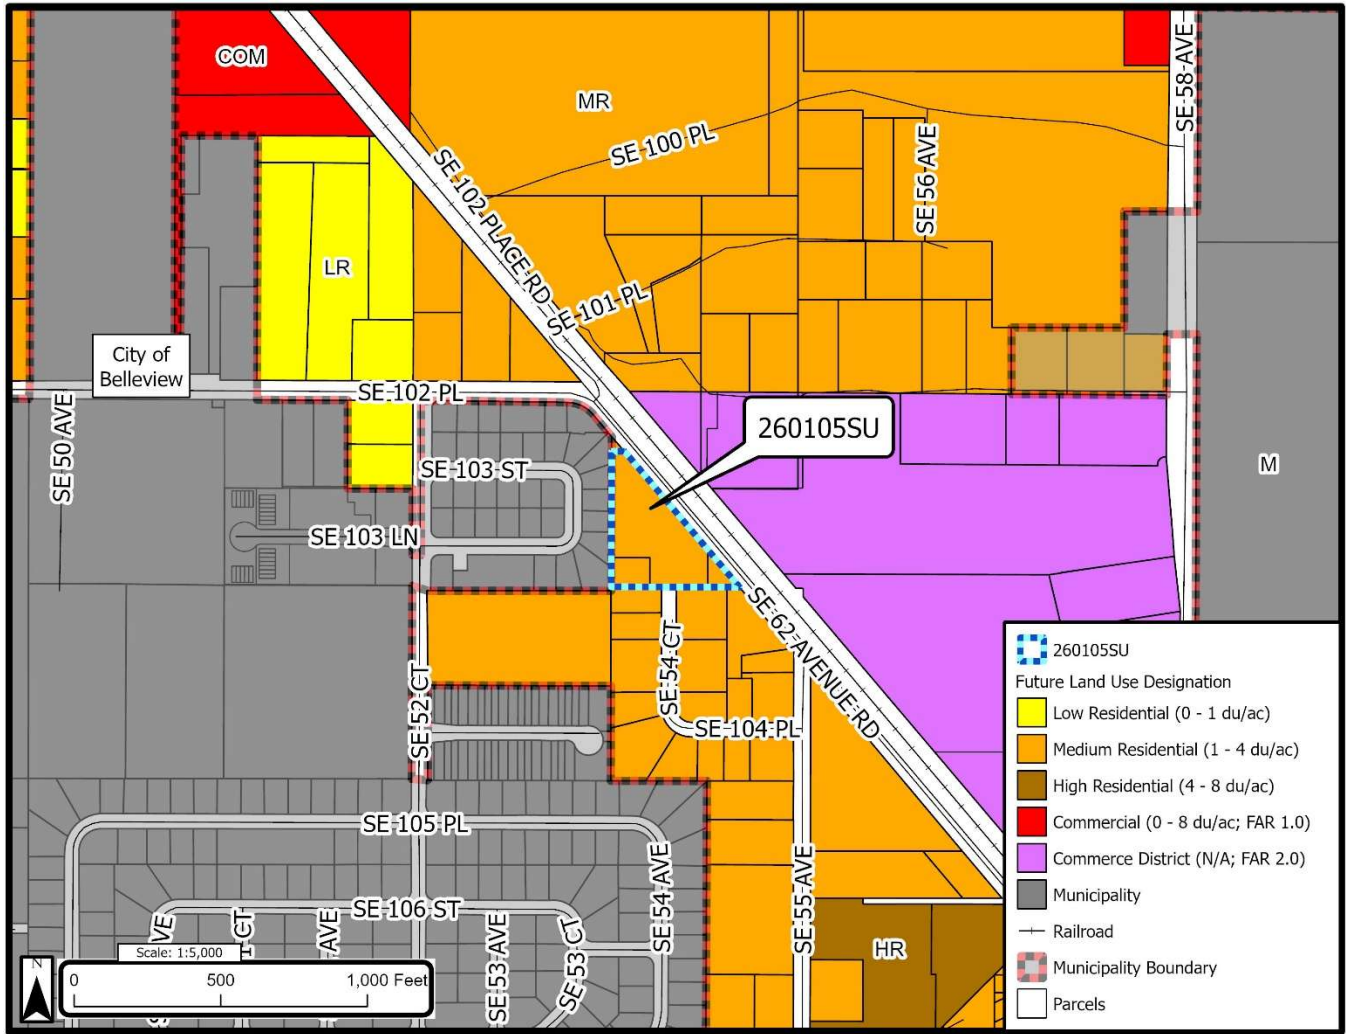 COM
MR
SE 58 AVE
SE 100 PL
SE 56 AVE
SE 102 PLACE RD
LR
SE 101 PL
City of
Belleview
SE 102 PL
SE 50 AVE
260105SU
SE 103 ST
M
SE 103 LN
SE 62 AVENUE RD
SE 54 CT
SE 52 CT
SE 104 PL
SE 105 PL
SE 54 AVE
SE 55 AVE
SE 106 ST
SE 53 AVE
SE 53 CT
AVE
CT
AVE
HR
Scale: 1:5,000
N
0 500 1,000 Feet
260105SU
Future Land Use Designation
Low Residential (0 - 1 du/ac)
Medium Residential (1 - 4 du/ac)
High Residential (4 - 8 du/ac)
Commercial (0 - 8 du/ac; FAR 1.0)
Commerce District (N/A; FAR 2.0)
Municipality
Railroad
Municipality Boundary
Parcels